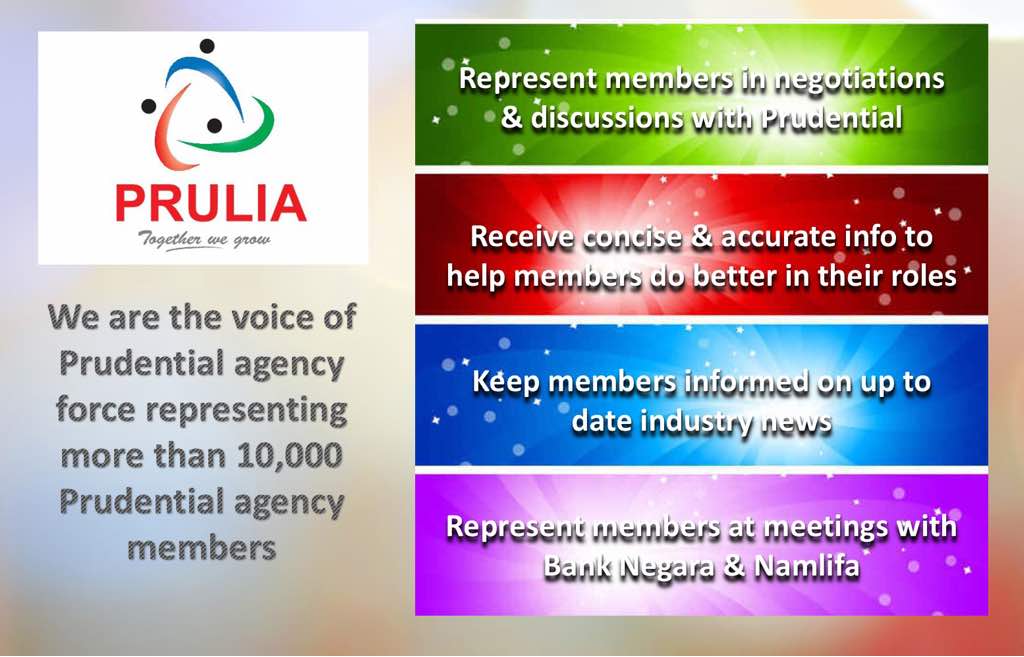 PRULIA
Together we grow
We are the voice of
Prudential agency
force representing
more than 10,000
Prudential agency
members
Represent members in negotiations
& discussions with Prudential
Receive concise & accurate info to
help members do better in their roles
Keep members informed on up to
date industry news
Represent members at meetings with
Bank Negara & Namlifa